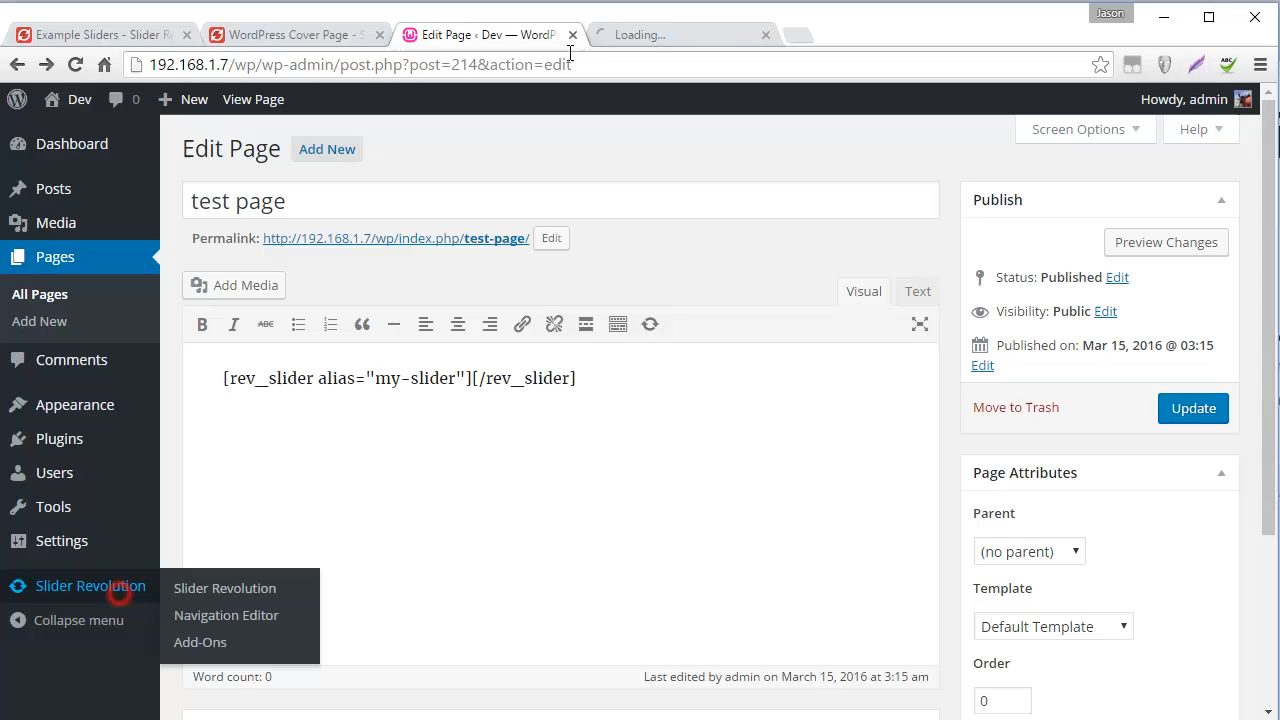 Jason
Example Sliders - Slider R
WordPress Cover Page - S
Edit Page ‹ Dev — WordP
Loading...
192.168.1.7/wp/wp-admin/post.php?post=214&action=edit
ABC
Dev 0 New View Page Howdy, admin
Screen Options Help
Dashboard
Posts
Media
Pages
All Pages
Add New
Comments
Appearance
Plugins
Users
Tools
Settings
Slider Revolution
Collapse menu
Slider Revolution
Navigation Editor
Add-Ons
Edit Page Add New
test page
Permalink: http://192.168.1.7/wp/index.php/test-page/ Edit
Add Media
Visual Text
B I ABC
[rev_slider alias="my-slider"][/rev_slider]
Word count: 0 Last edited by admin on March 15, 2016 at 3:15 am
Publish
Preview Changes
Status: Published Edit
Visibility: Public Edit
Published on: Mar 15, 2016 @ 03:15
Edit
Move to Trash Update
Page Attributes
Parent
(no parent)
Template
Default Template
Order
0